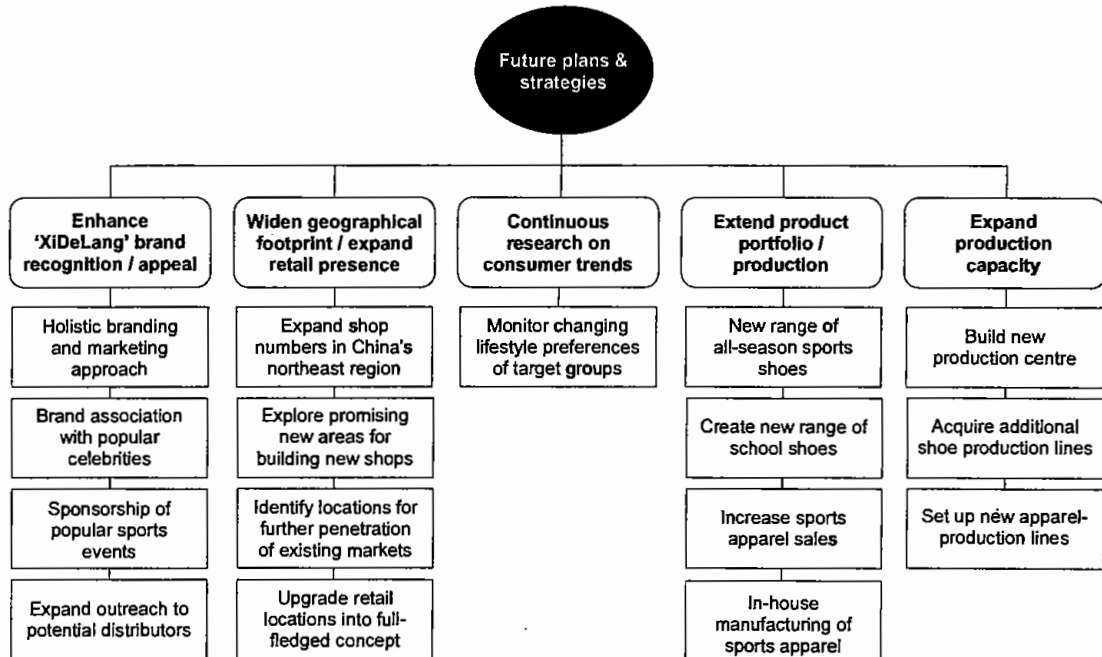 Future plans &
strategies
Enhance
‘XiDeLang’ brand
recognition / appeal
Holistic branding
and marketing
approach
Brand association
with popular
celebrities
Sponsorship of
popular sports
events
Expand outreach to
potential distributors
Widen geographical
footprint / expand
retail presence
Expand shop
numbers in China's
northeast region
Explore promising
new areas for
building new shops
Identify locations for
further penetration
of existing markets
Upgrade retail
locations into full-
fledged concept
Continuous
research on
consumer trends
Monitor changing
lifestyle preferences
of target groups
Extend product
portfolio /
production
New range of
all-season sports
shoes
Create new range of
school shoes
Increase sports
apparel sales
In-house
manufacturing of
sports apparel
Expand
production
capacity
Build new
production centre
Acquire additional
shoe production lines
Set up new apparel-
production lines